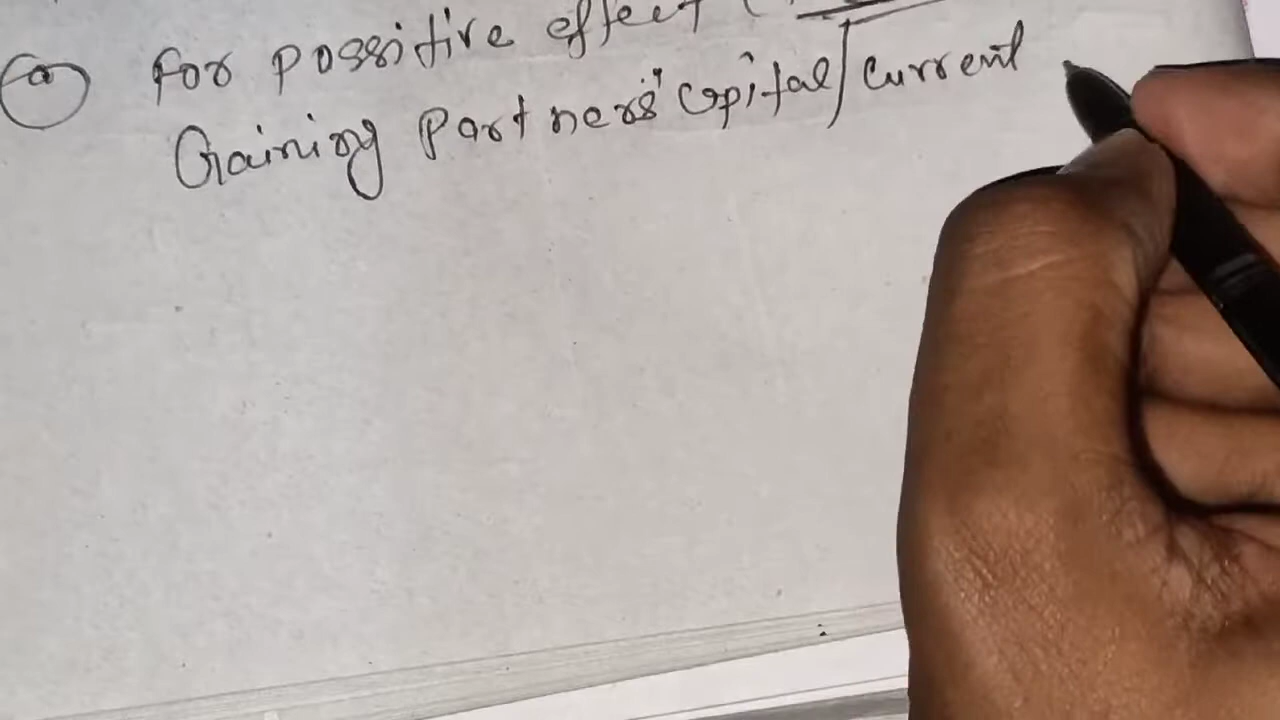 (a) For possitive effect (
Gaining Partners' Capital/Current